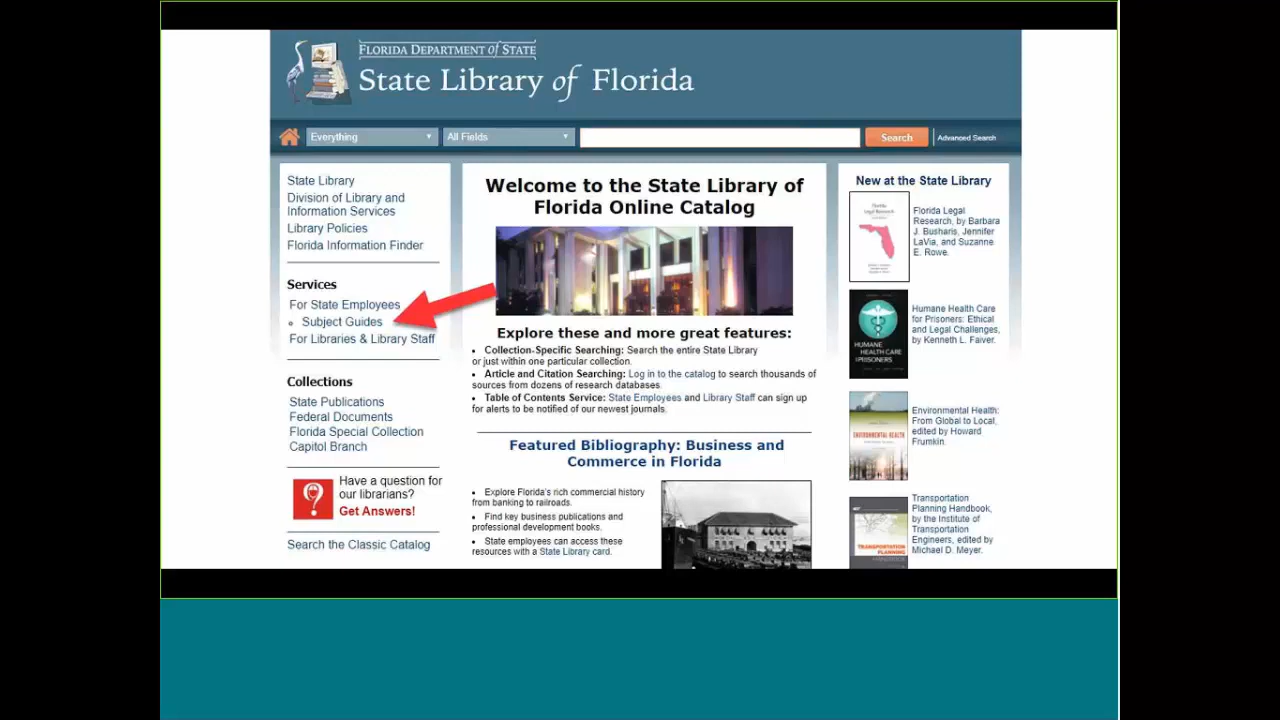 FLORIDA DEPARTMENT of STATE
State Library of Florida
Everything
All Fields
Search
Advanced Search
State Library
Division of Library and
Information Services
Library Policies
Florida Information Finder
Services
For State Employees
Subject Guides
For Libraries & Library Staff
Collections
State Publications
Federal Documents
Florida Special Collection
Capitol Branch
Have a question for
our librarians?
Get Answers!
Search the Classic Catalog
Welcome to the State Library of
Florida Online Catalog
Explore these and more great features:
• Collection-Specific Searching: Search the entire State Library
or just within one particular collection.
• Article and Citation Searching: Log in to the catalog to search thousands of
sources from dozens of research databases.
• Table of Contents Service: State Employees and Library Staff can sign up
for alerts to be notified of our newest journals.
Featured Bibliography: Business and
Commerce in Florida
• Explore Florida's rich commercial history
from banking to railroads.
• Find key business publications and
professional development books.
• State employees can access these
resources with a State Library card.
New at the State Library
Florida
Legal Research
Florida Legal
Research, by Barbara
J. Busharis, Jennifer
LaVia, and Suzanne
E. Rowe.
HUMANE
HEALTH CARE
for PRISONERS
Humane Health Care
for Prisoners: Ethical
and Legal Challenges,
by Kenneth L. Faiver.
ENVIRONMENTAL HEALTH
Environmental Health:
From Global to Local,
edited by Howard
Frumkin.
TRANSPORTATION
PLANNING
HANDBOOK
Transportation
Planning Handbook,
by the Institute of
Transportation
Engineers, edited by
Michael D. Meyer.